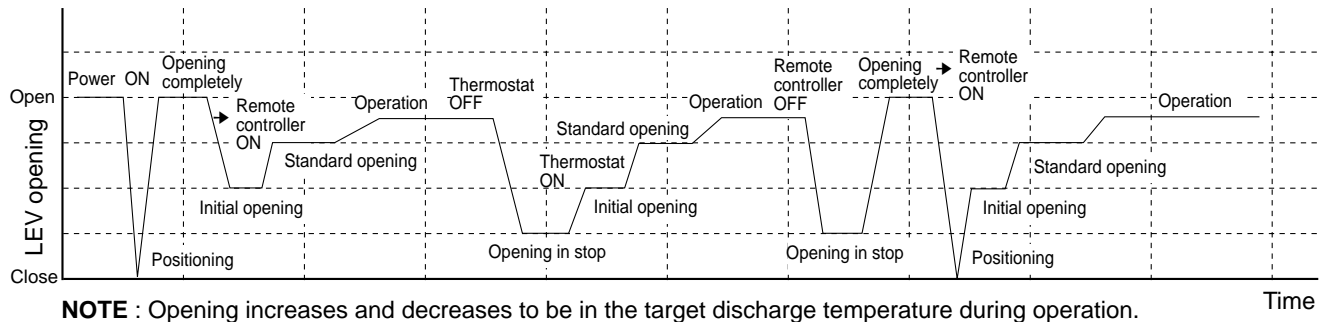 Power ON
Opening
completely
Remote
controller
ON
Operation
Thermostat
OFF
Operation
Remote
controller
OFF
Opening
completely
Remote
controller
ON
Operation
Open
Standard opening
Standard opening
Thermostat
ON
Standard opening
Initial opening
Initial opening
Initial opening
Opening in stop
Opening in stop
Positioning
Positioning
Close
LEV opening
Time
NOTE : Opening increases and decreases to be in the target discharge temperature during operation.